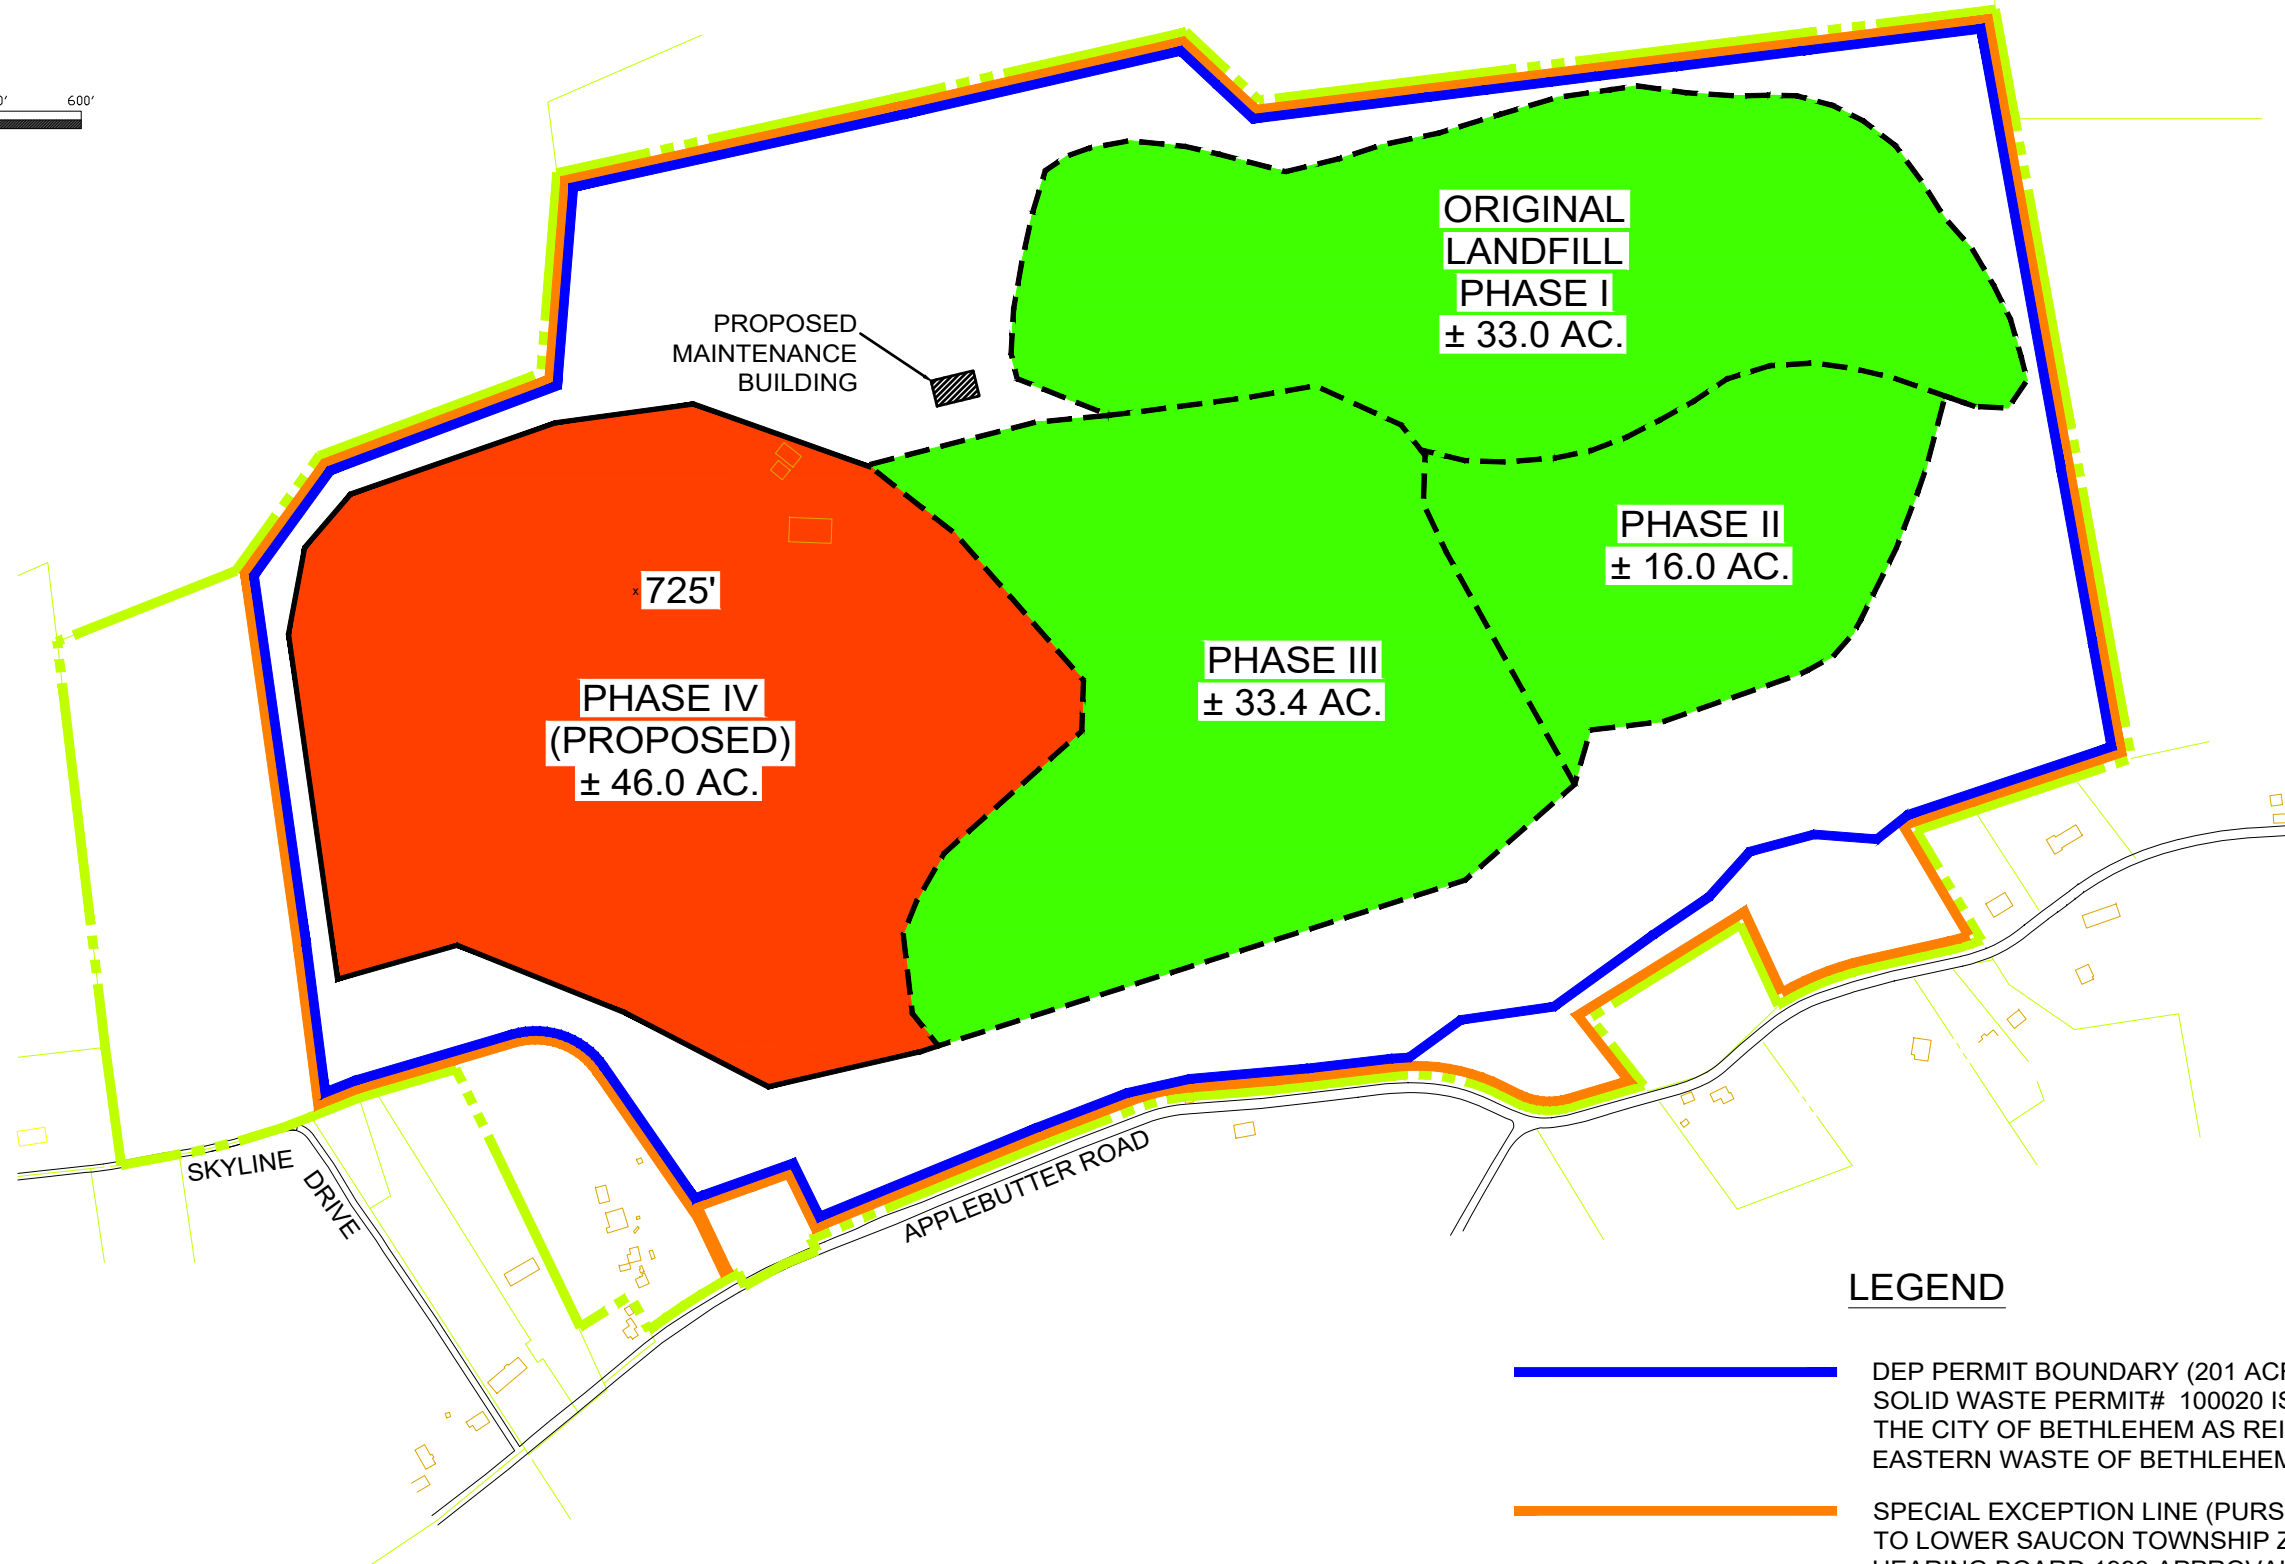 600'
ORIGINAL
LANDFILL
PHASE I
± 33.0 AC.
PROPOSED
MAINTENANCE
BUILDING
PHASE II
± 16.0 AC.
x 725'
PHASE III
± 33.4 AC.
PHASE IV
(PROPOSED)
± 46.0 AC.
SKYLINE
DRIVE
APPLEBUTTER ROAD
LEGEND
DEP PERMIT BOUNDARY (201
SOLID WASTE PERMIT# 100020
THE CITY OF BETHLEHEM AS
EASTERN WASTE OF BETHLEHEM
SPECIAL EXCEPTION LINE
TO LOWER SAUCON TOWNSHIP
HEARING BOARD